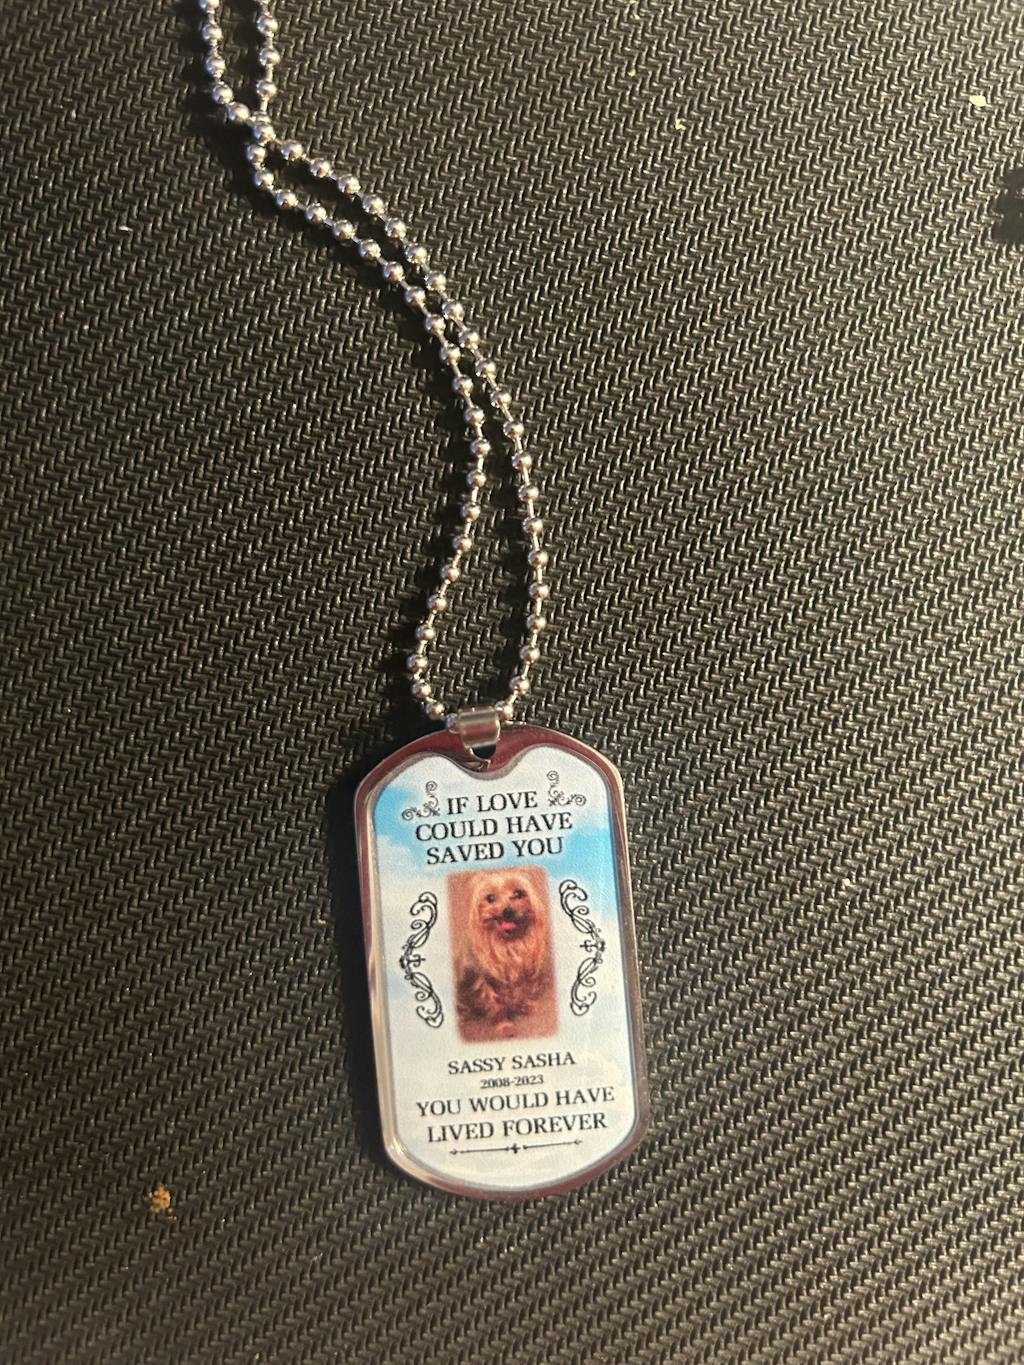 IF LOVE
COULD HAVE
SAVED YOU
SASSY SASHA
2008-2023
YOU WOULD HAVE
LIVED FOREVER